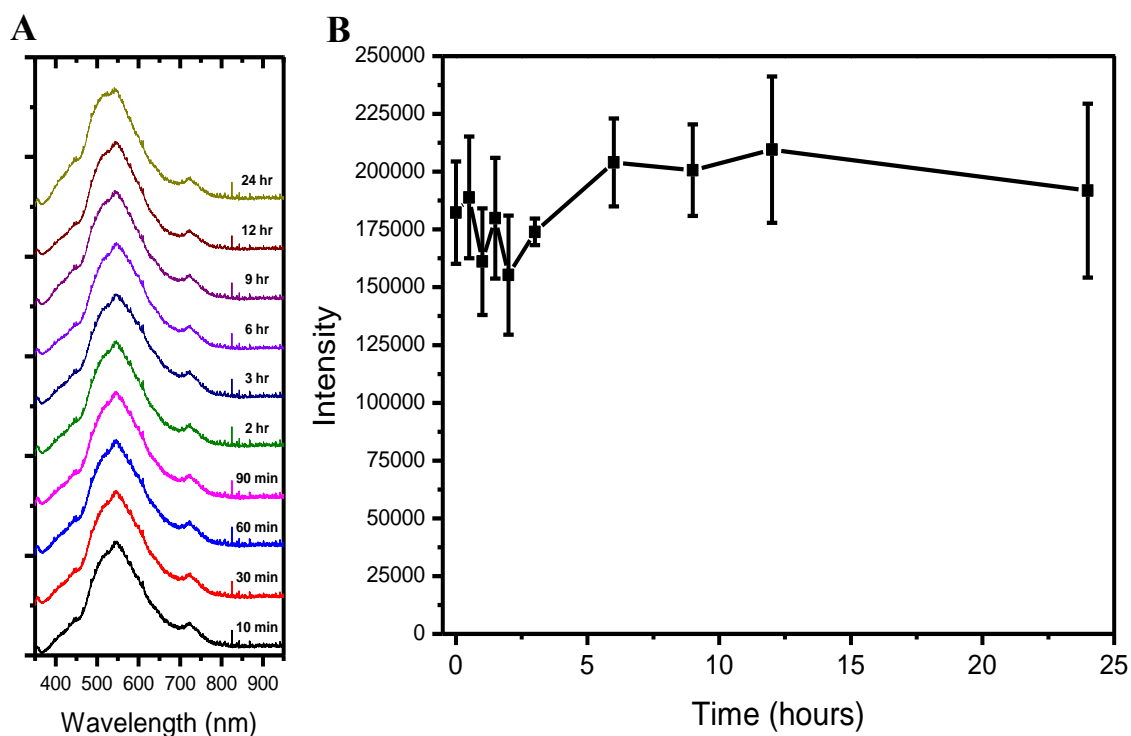 A
24 hr
12 hr
9 hr
6 hr
3 hr
2 hr
90 min
60 min
30 min
10 min
400 500 600 700 800 900
Wavelength (nm)
B
250000
225000
200000
175000
150000
125000
100000
75000
50000
25000
0
Intensity
0 5 10 15 20 25
Time (hours)